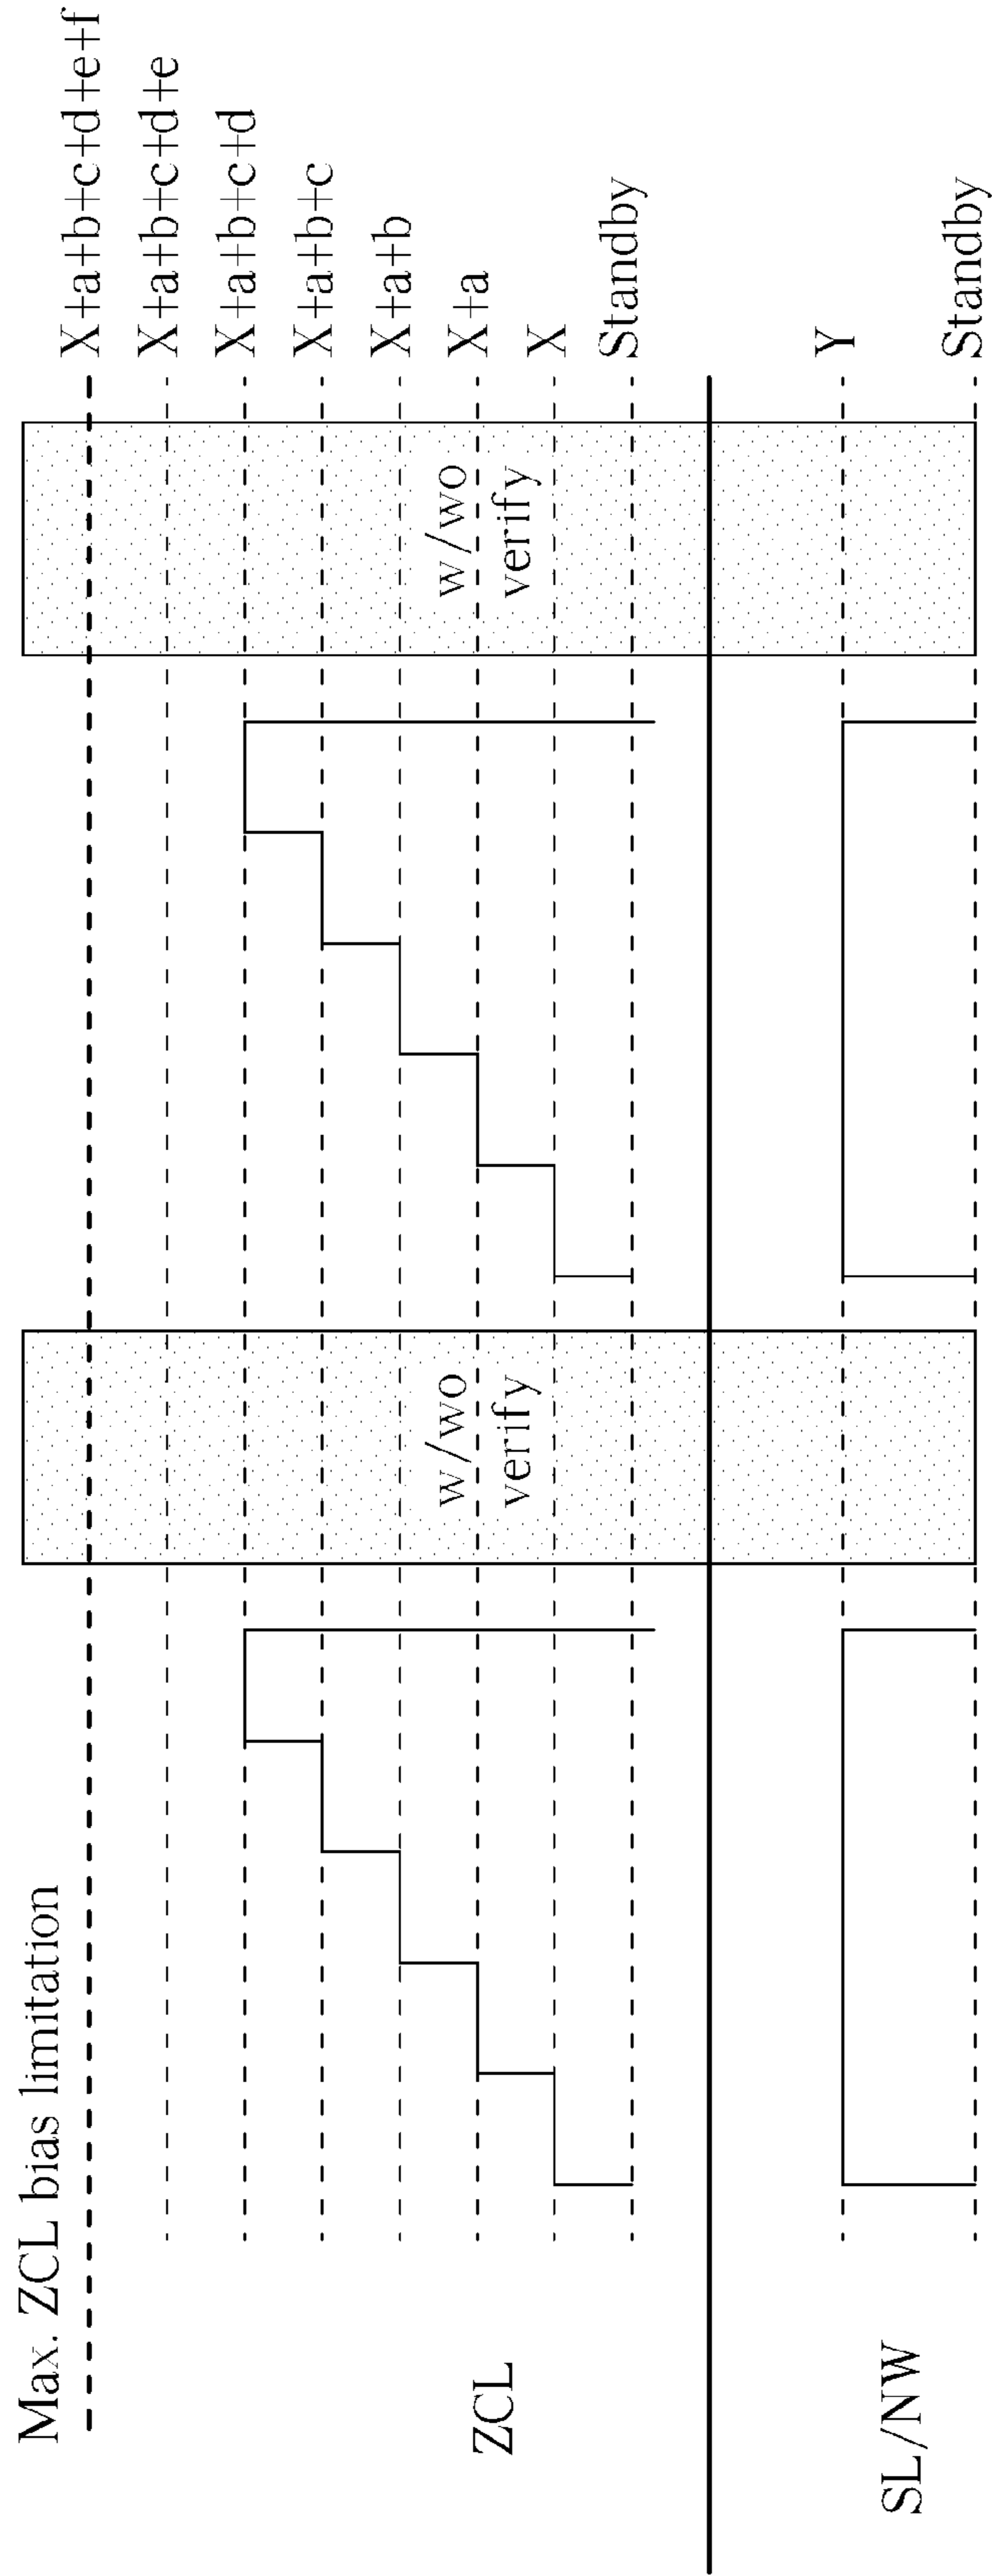 Max. ZCL bias limitation
X+a+b+c+d+e+f
X+a+b+c+d+e
X+a+b+c+d
X+a+b+c
X+a+b
X+a
X
Standby
ZCL
w/wo
verify
w/wo
verify
SL/NW
Y
Standby